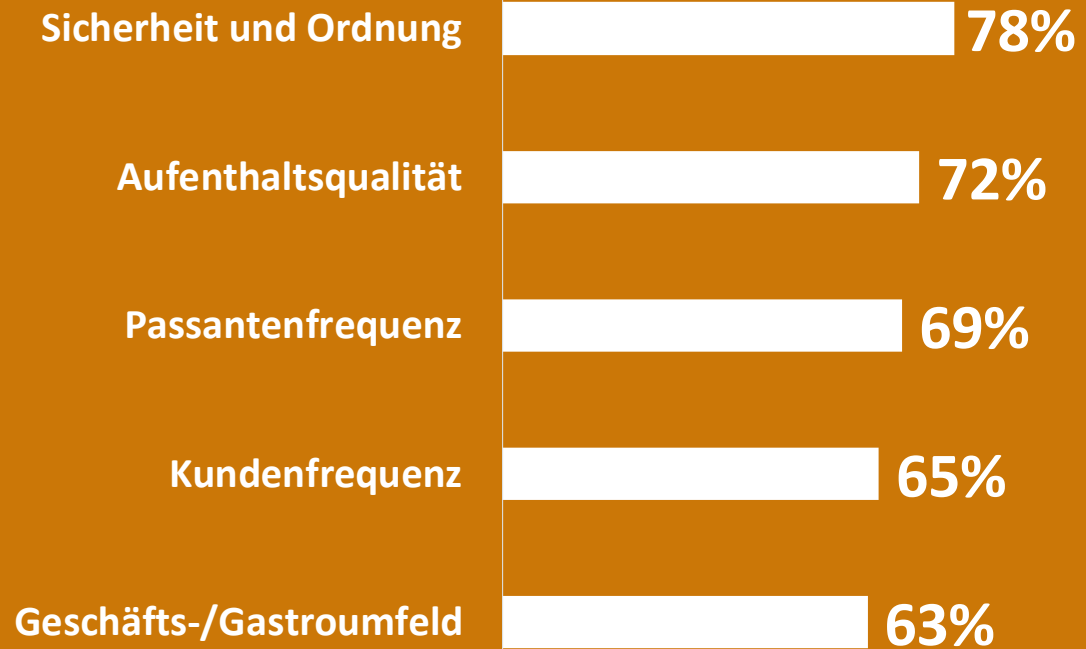 Sicherheit und Ordnung 78%
Aufenthaltsqualität 72%
Passantenfrequenz 69%
Kundenfrequenz 65%
Geschäfts-/Gastroumfeld 63%